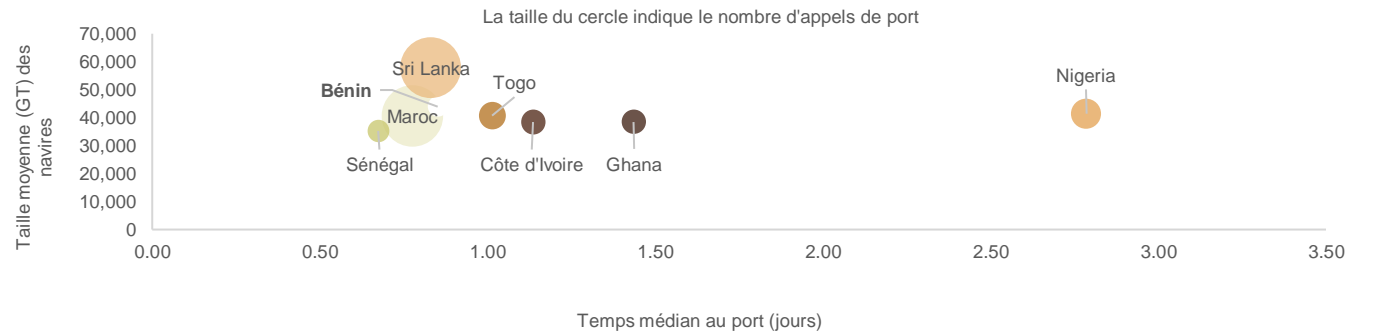 La taille du cercle indique le nombre d'appels de port
Taille moyenne (GT) des
navires
70,000
60,000
50,000
40,000
30,000
20,000
10,000
0
Sri Lanka
Bénin
Togo
Nigeria
Maroc
Sénégal
Côte d'Ivoire
Ghana
0.00
0.50
1.00
1.50
2.00
2.50
3.00
3.50
Temps médian au port (jours)